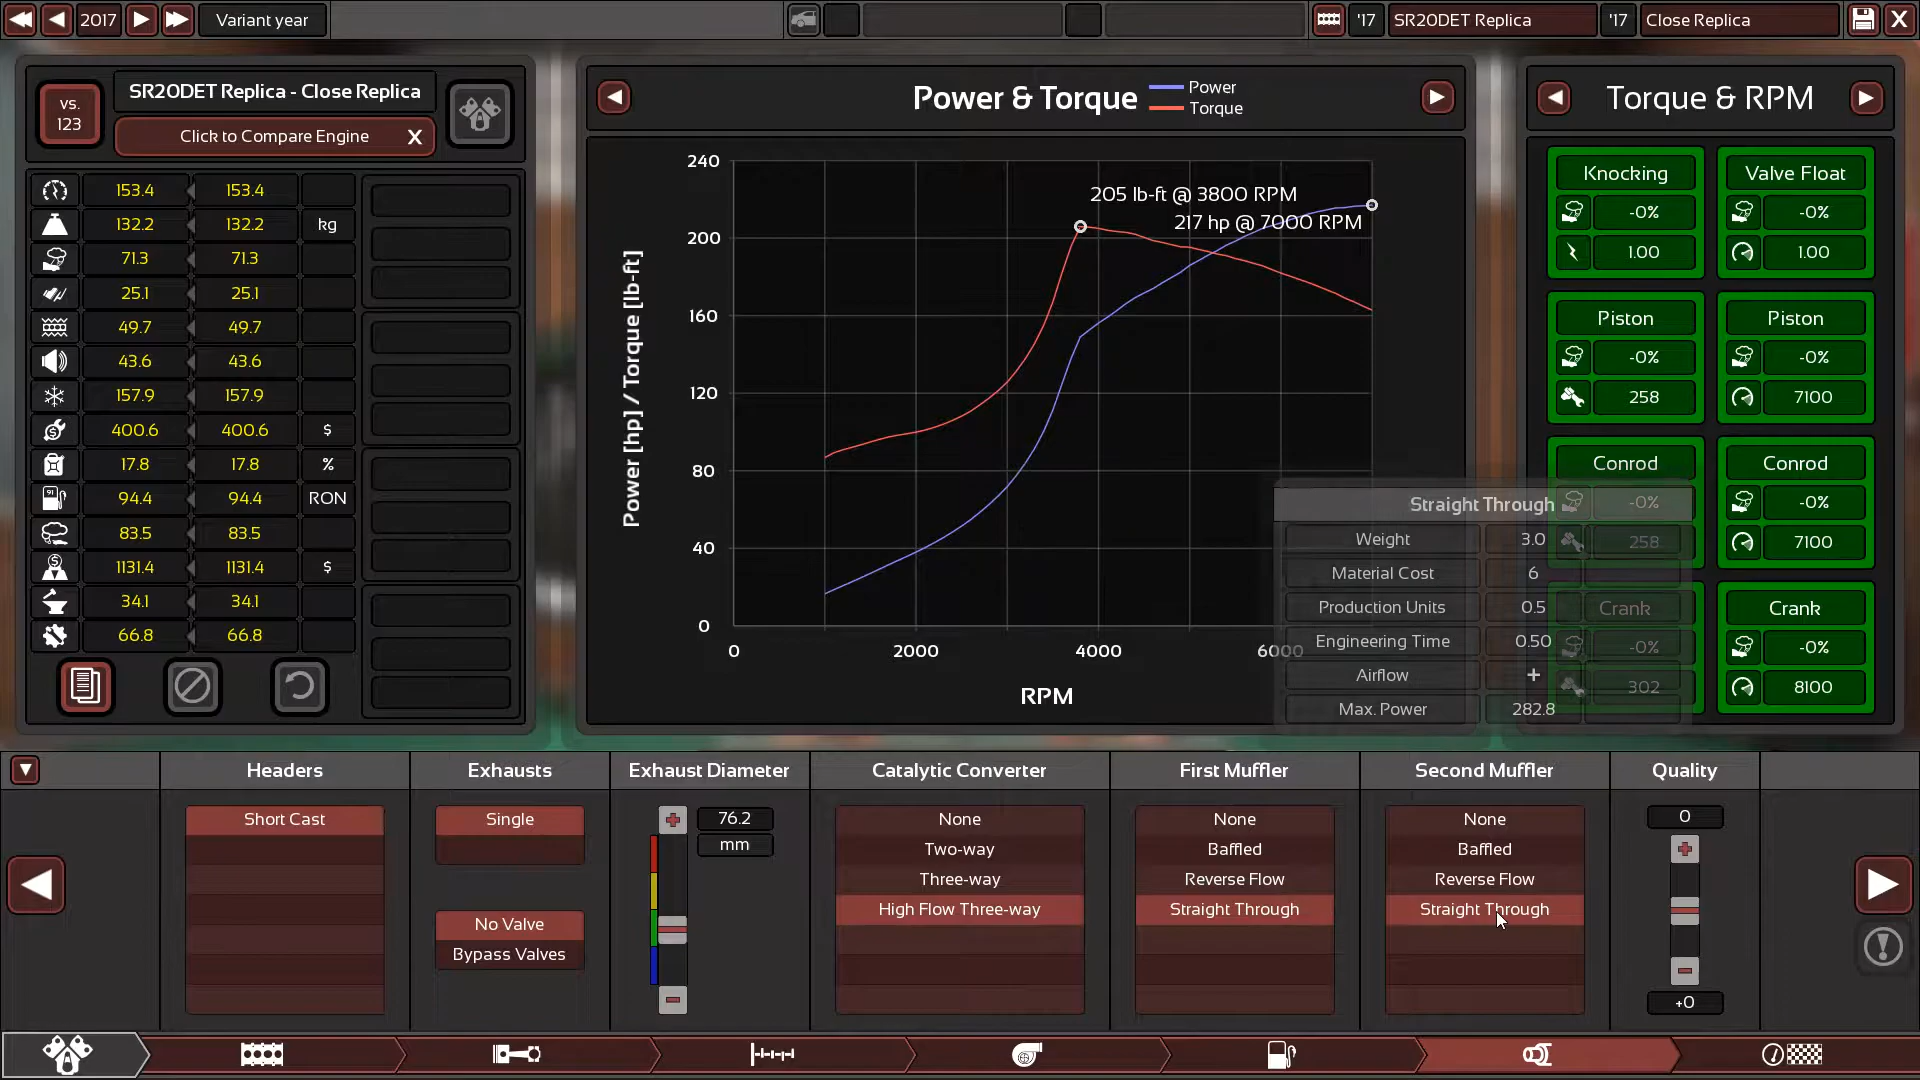 2017
Variant year
'17
SR20DET Replica
'17
Close Replica
X
vs.
123
SR20DET Replica - Close Replica
Click to Compare Engine
X
153.4 153.4
132.2 132.2 kg
71.3 71.3
25.1 25.1
49.7 49.7
43.6 43.6
157.9 157.9
400.6 400.6 $
17.8 17.8 %
94.4 94.4 RON
83.5 83.5
1131.4 1131.4 $
34.1 34.1
66.8 66.8
Power & Torque
Power
Torque
Power [hp] / Torque [lb-ft]
240
200
160
120
80
40
0
205 lb-ft @ 3800 RPM
217 hp @ 7000 RPM
0 2000 4000 6000
RPM
Straight Through
Weight 3.0
Material Cost 6
Production Units 0.5
Engineering Time 0.50
Airflow +
Max. Power 282.8
Torque & RPM
Knocking
-0%
1.00
Valve Float
-0%
1.00
Piston
-0%
258
Piston
-0%
7100
Conrod
-0%
258
Conrod
-0%
7100
Crank
-0%
302
Crank
-0%
8100
Headers
Short Cast
Exhausts
Single
No Valve
Bypass Valves
Exhaust Diameter
76.2
mm
Catalytic Converter
None
Two-way
Three-way
High Flow Three-way
First Muffler
None
Baffled
Reverse Flow
Straight Through
Second Muffler
None
Baffled
Reverse Flow
Straight Through
Quality
0
+0